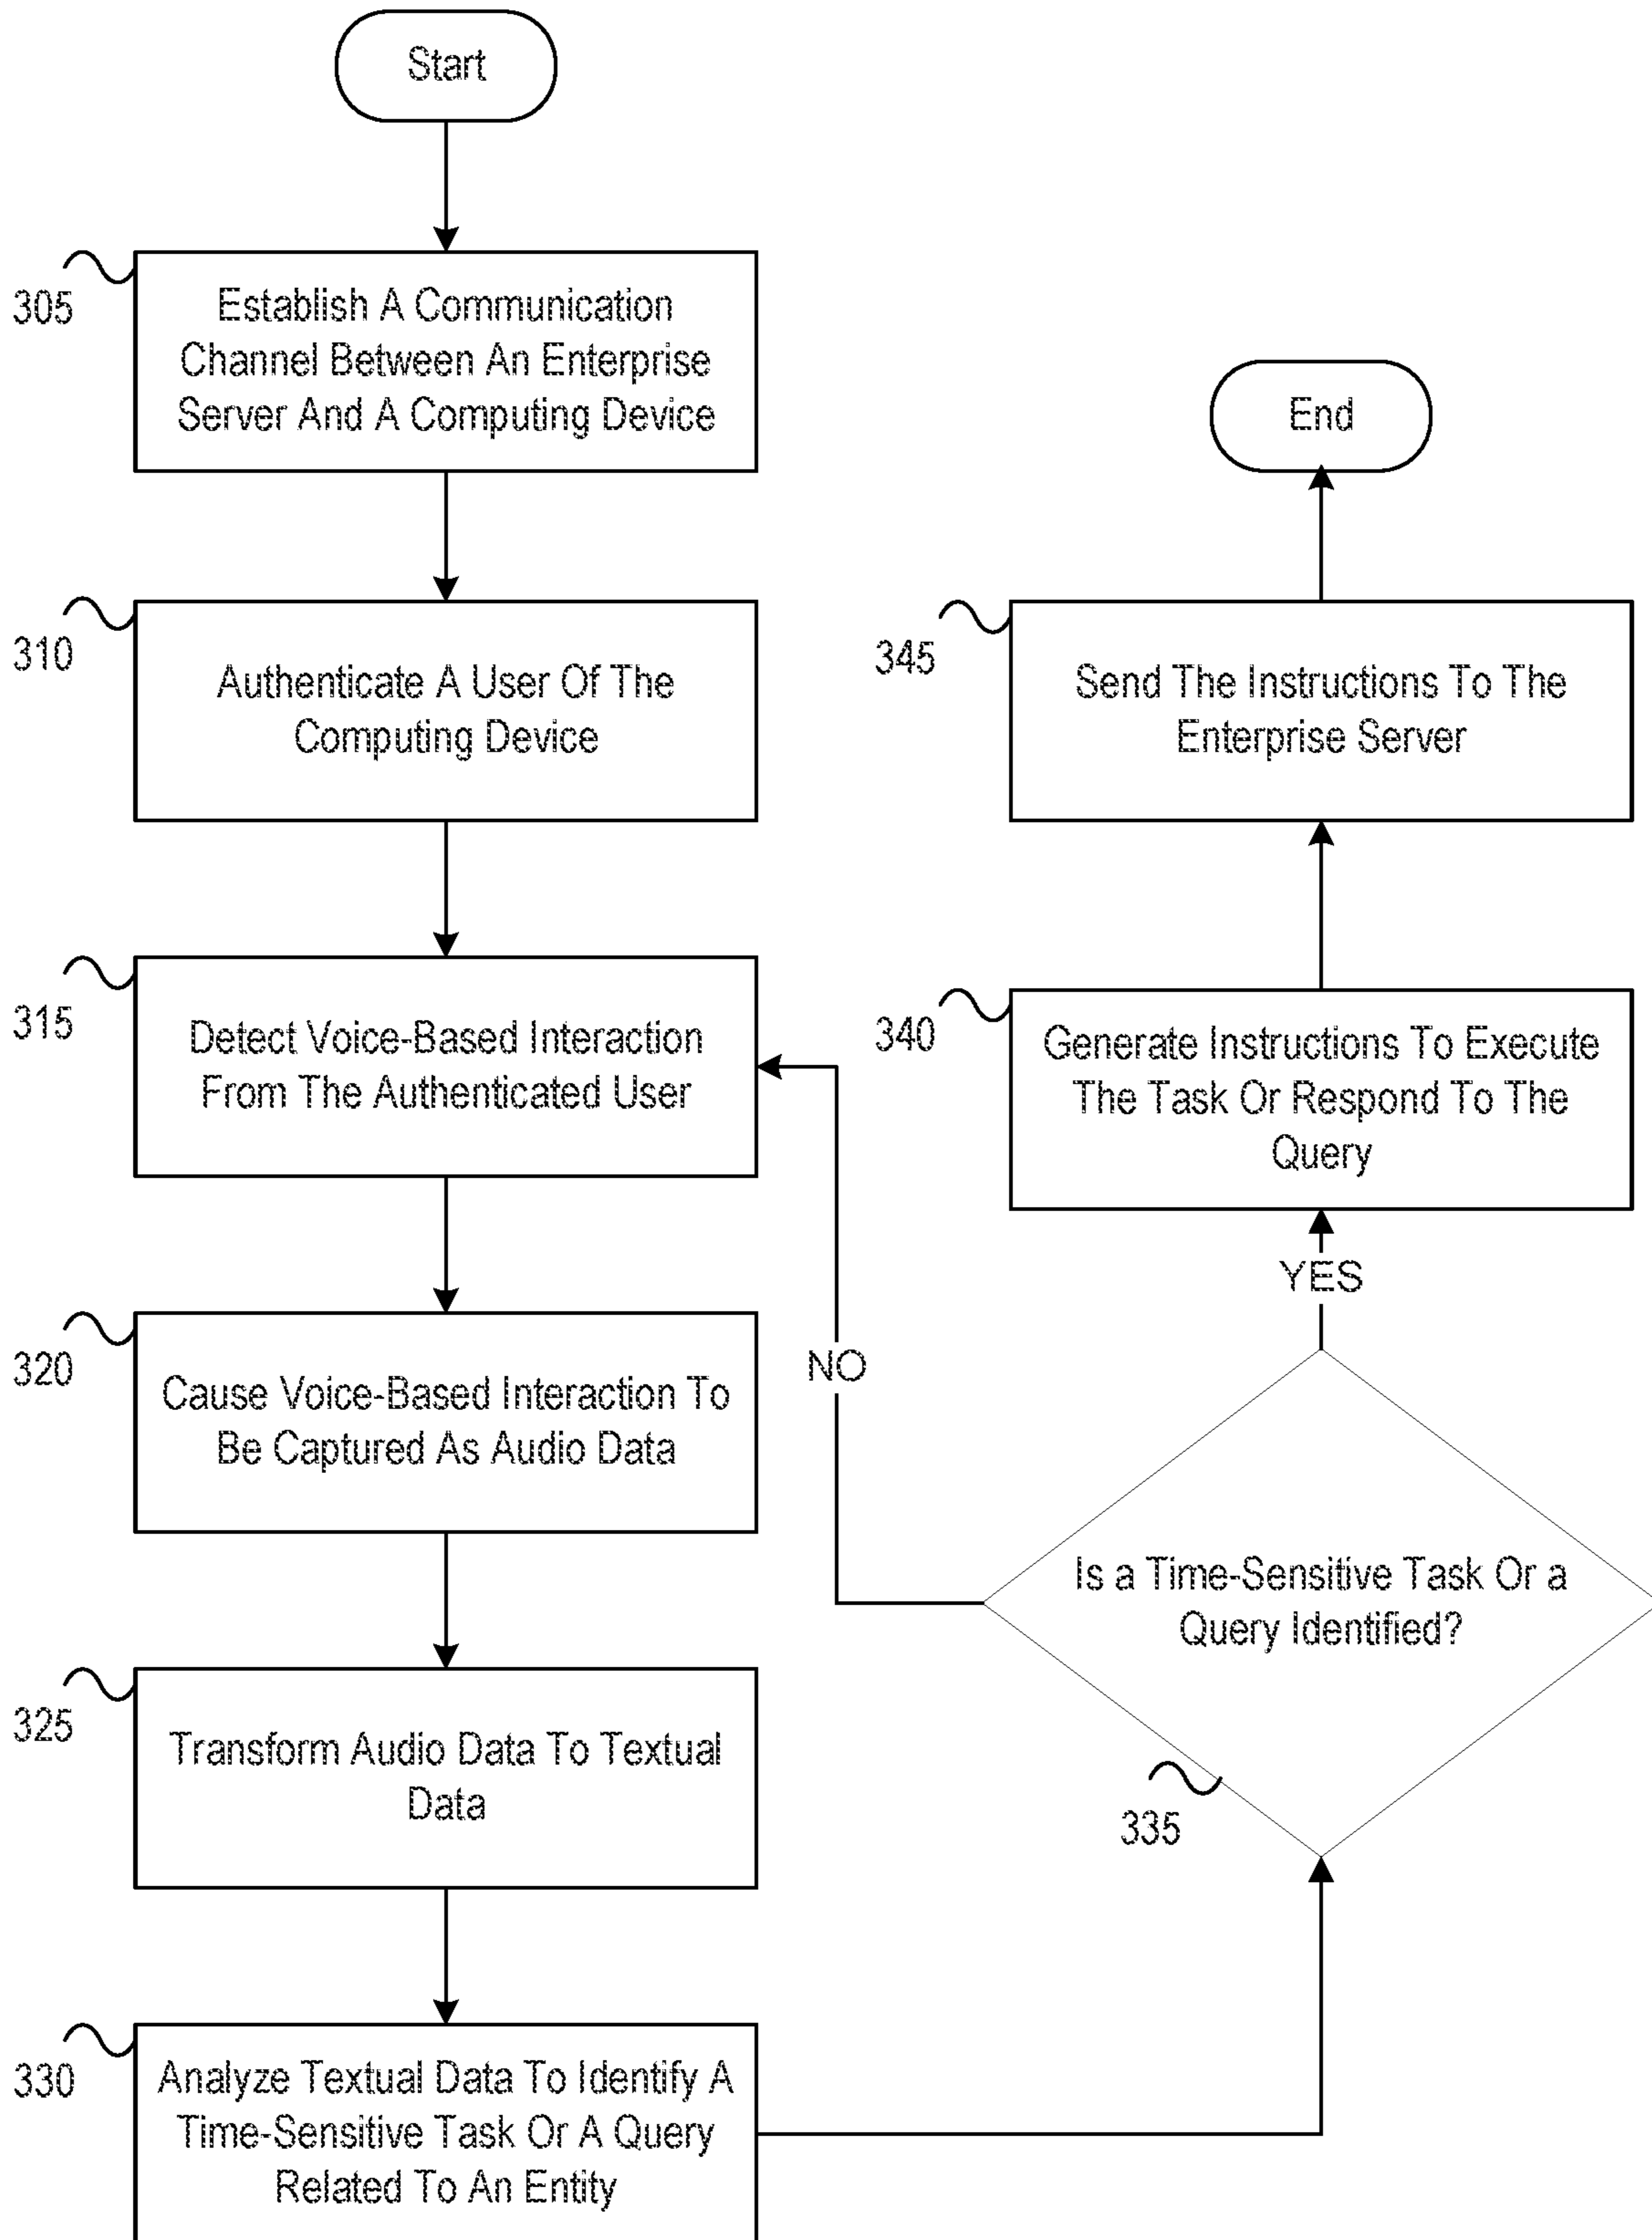 Start
305
Establish A Communication
Channel Between An Enterprise
Server And A Computing Device
310
Authenticate A User Of The
Computing Device
315
Detect Voice-Based Interaction
From The Authenticated User
320
Cause Voice-Based Interaction To
Be Captured As Audio Data
325
Transform Audio Data To Textual
Data
330
Analyze Textual Data To Identify A
Time-Sensitive Task Or A Query
Related To An Entity
335
Is a Time-Sensitive Task Or a
Query Identified?
NO
YES
340
Generate Instructions To Execute
The Task Or Respond To The
Query
345
Send The Instructions To The
Enterprise Server
End